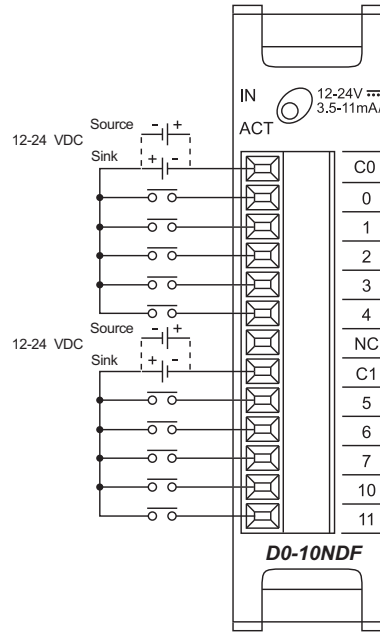 IN
12-24V ⎓
3.5-11mA
ACT
Source
- +
12-24 VDC
Sink
+ -
C0
0
1
2
3
4
Source
- +
12-24 VDC
Sink
+ -
NC
C1
5
6
7
10
11
D0-10NDF